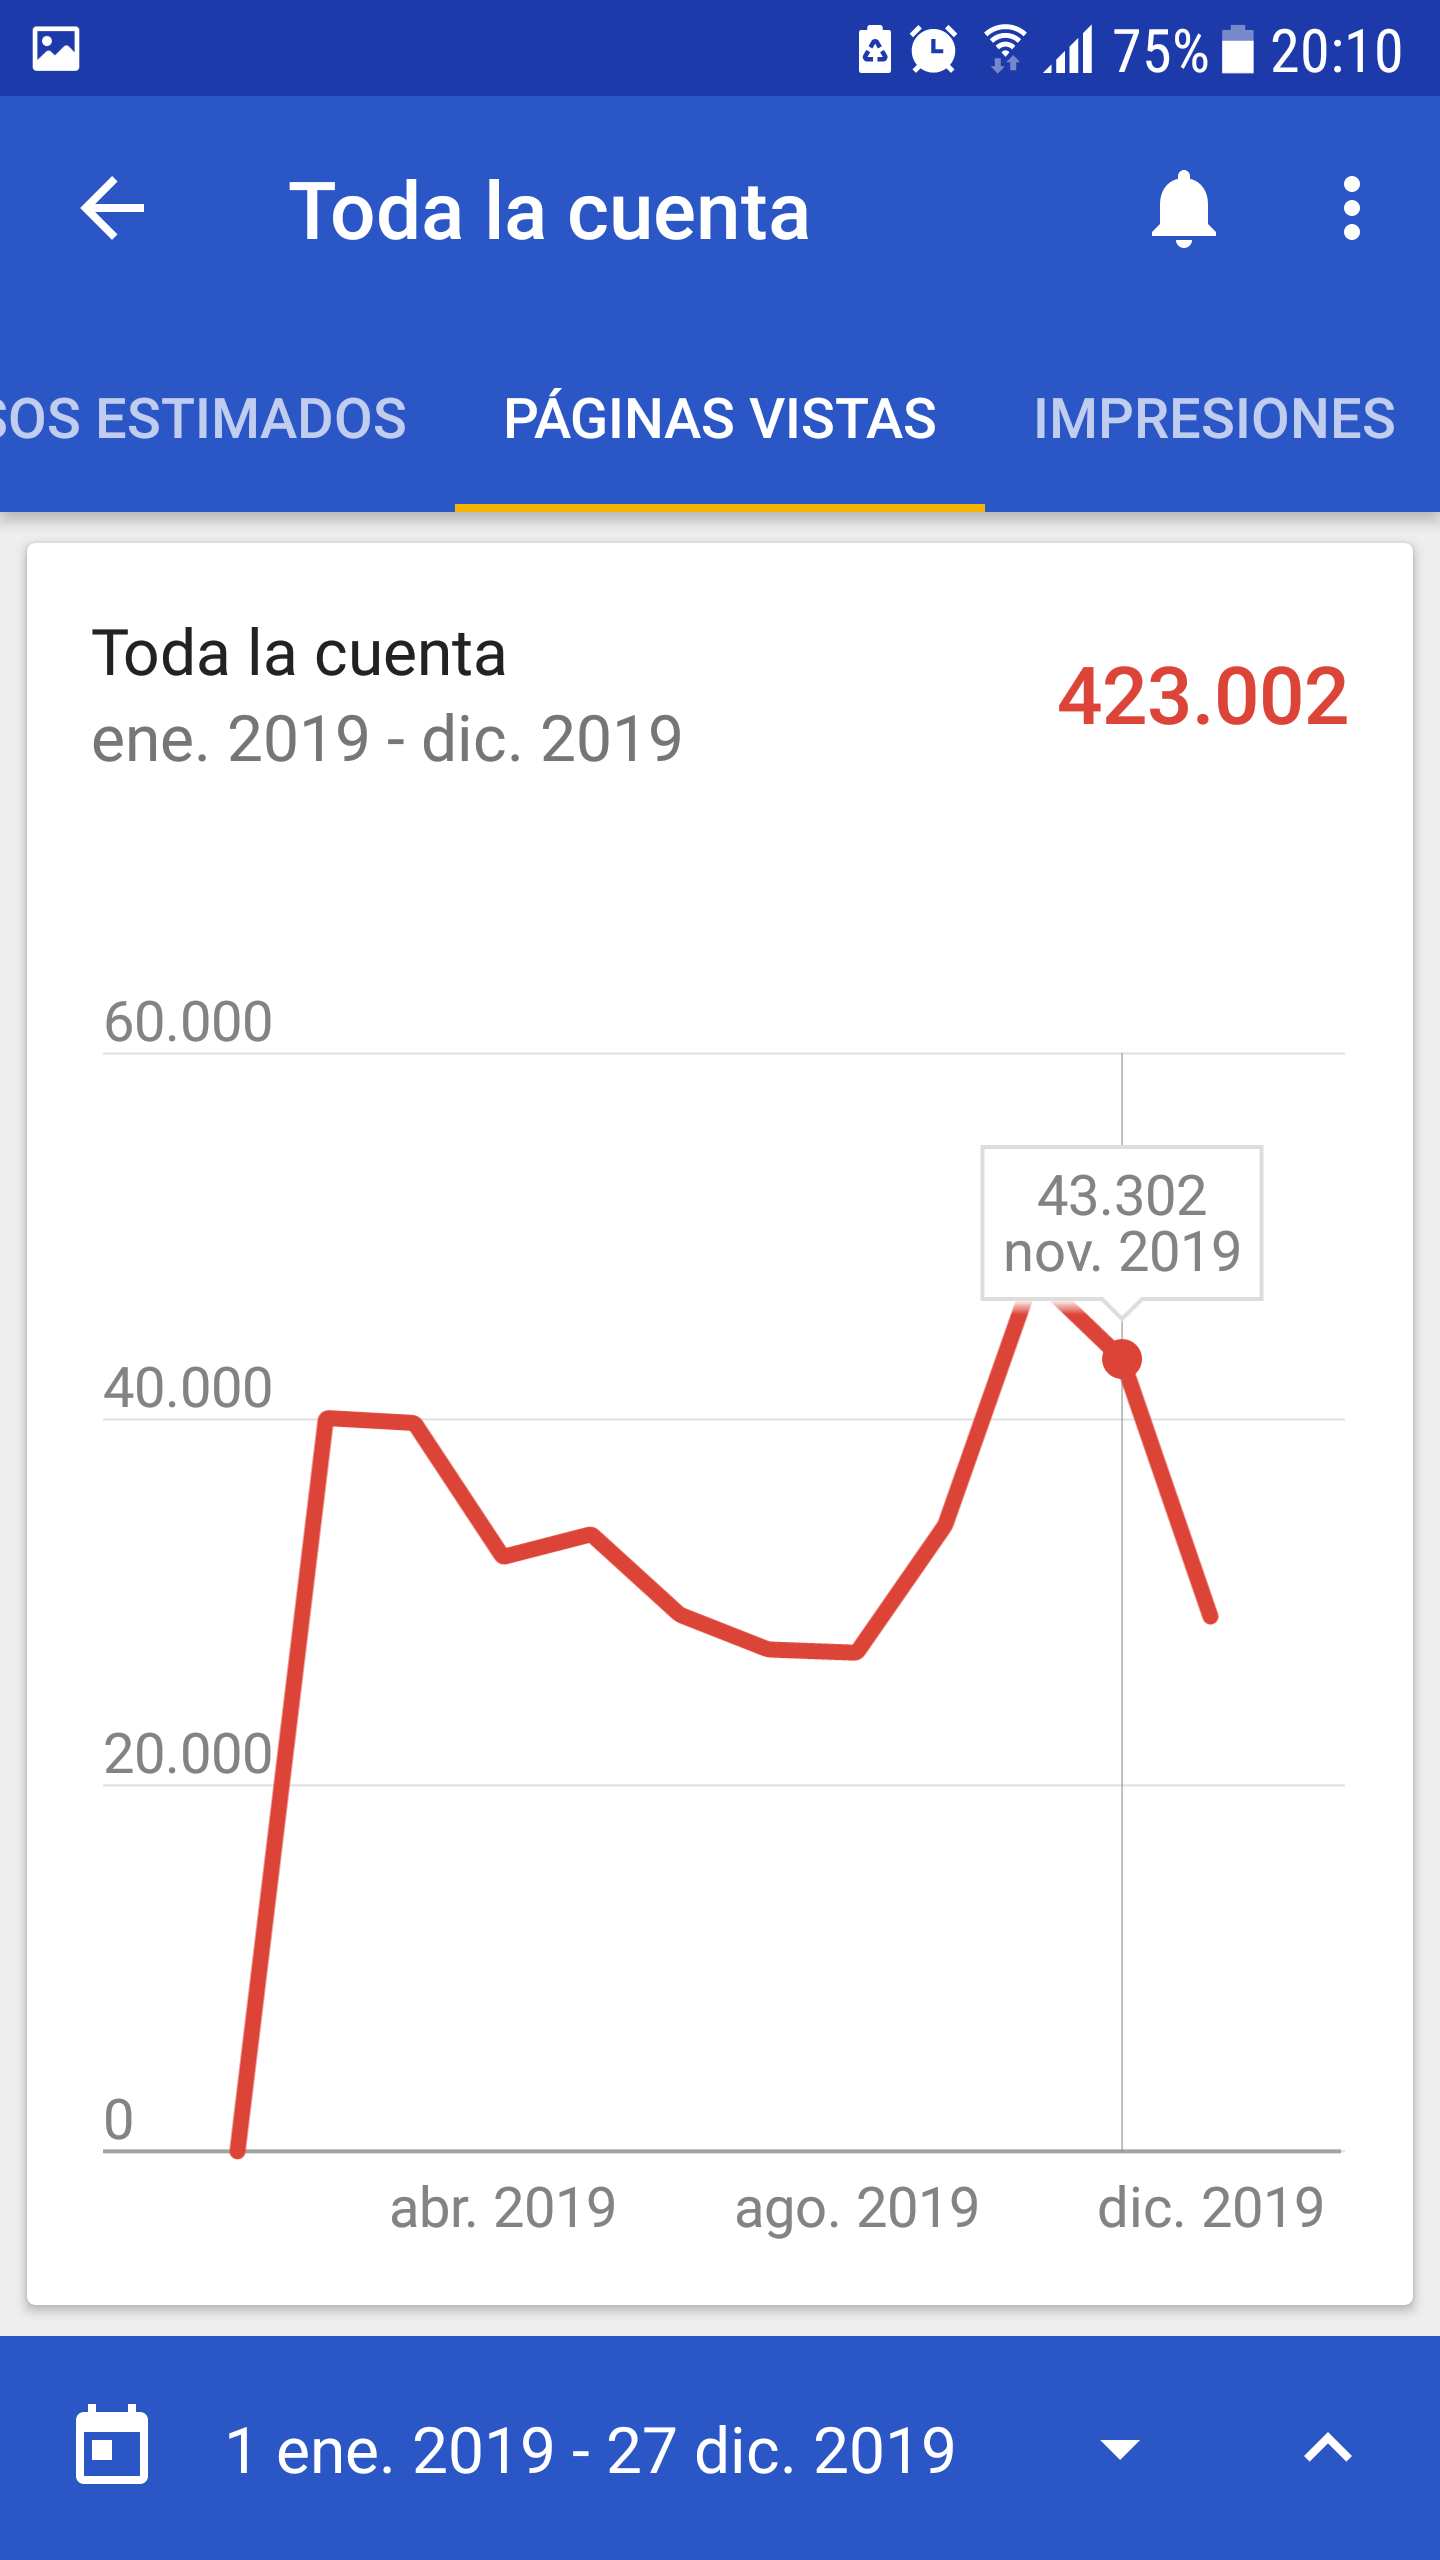 75% 20:10
Toda la cuenta
SOS ESTIMADOS PÁGINAS VISTAS IMPRESIONES
Toda la cuenta
423.002
ene. 2019 - dic. 2019
60.000
43.302
nov. 2019
40.000
20.000
0
abr. 2019 ago. 2019 dic. 2019
1 ene. 2019 - 27 dic. 2019